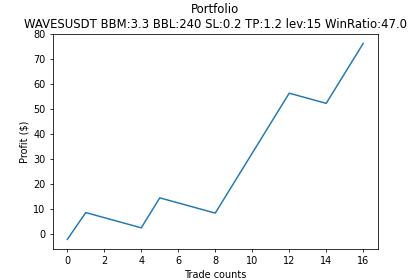 Portfolio
WAVESUSDT BBM:3.3 BBL:240 SL:0.2 TP:1.2 lev:15 WinRatio:47.0
80
70
60
50
40
30
20
10
0
Profit ($)
0 2 4 6 8 10 12 14 16
Trade counts